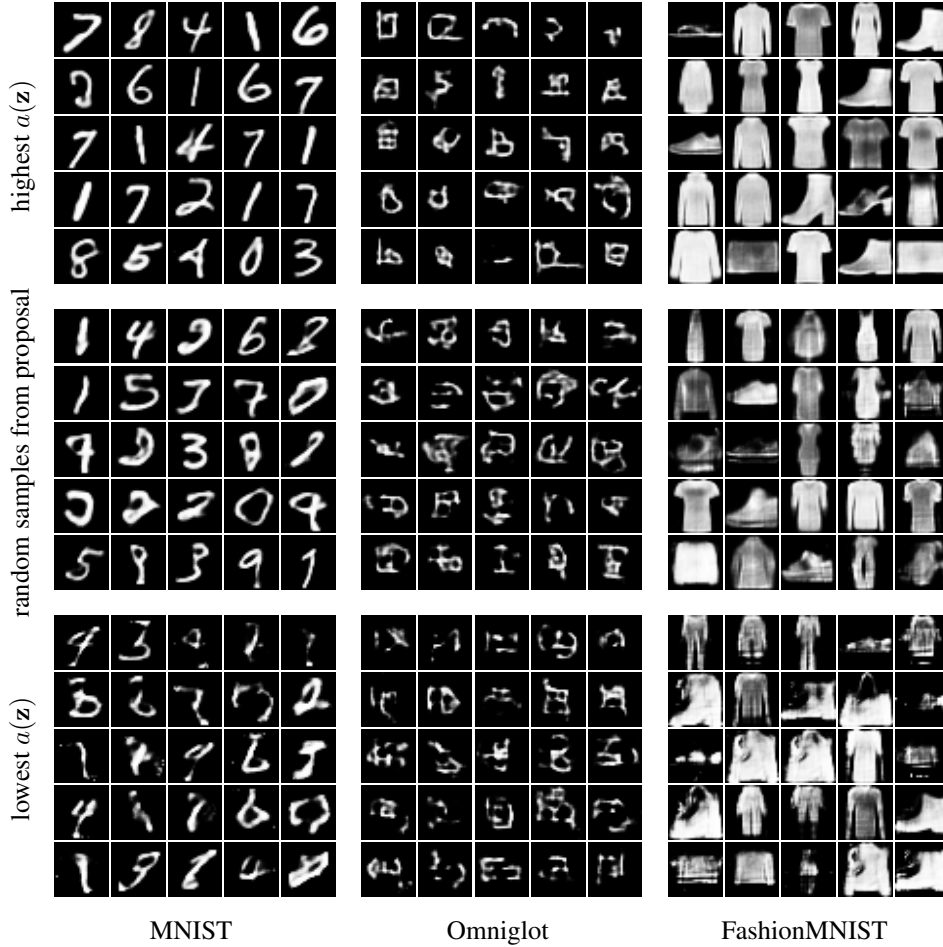 highest a(z)
random samples from proposal
lowest a(z)
MNIST
Omniglot
FashionMNIST